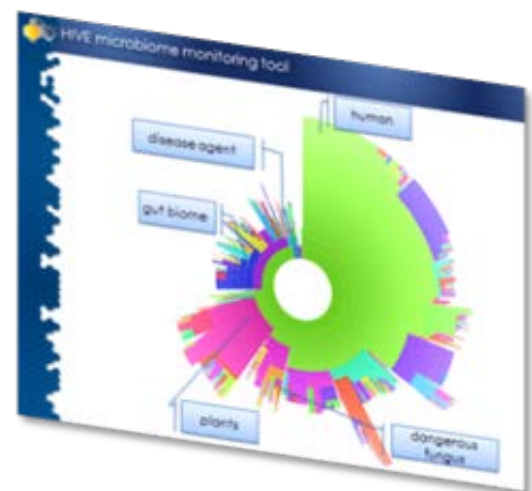 HIVE microbiome monitoring tool
human
disease agent
gut biome
plants
dangerous
fungus